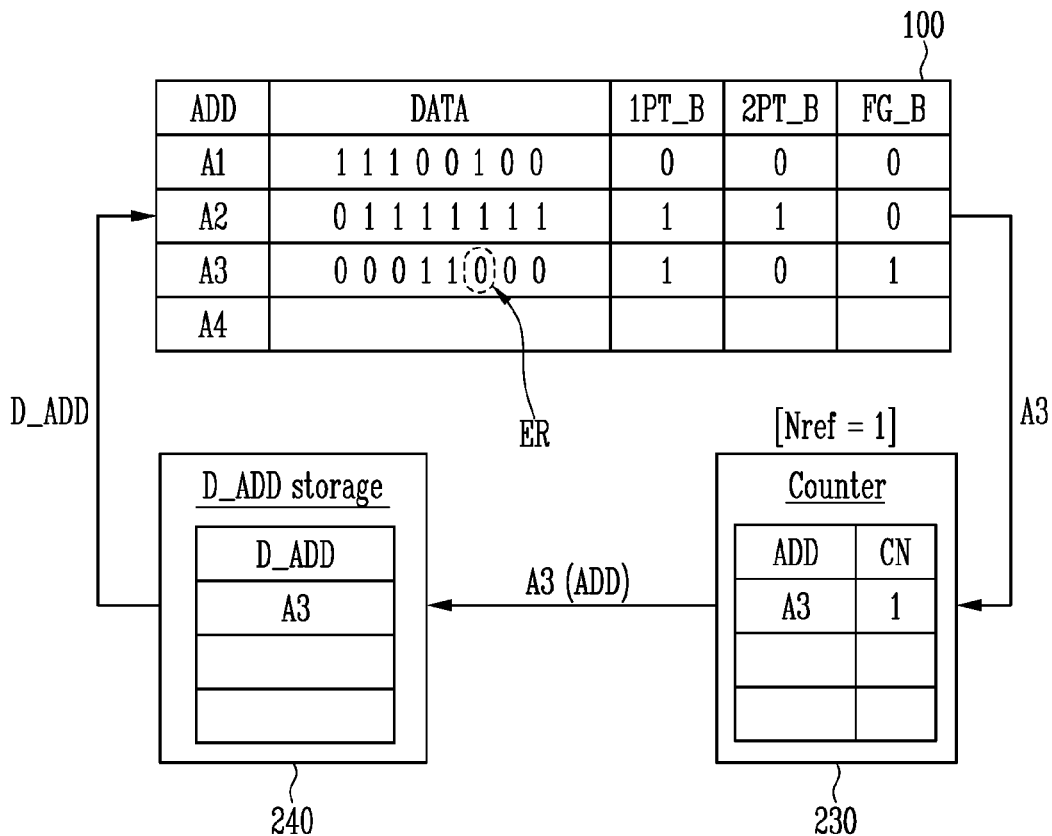 100
ADD DATA 1PT_B 2PT_B FG_B
A1 1 1 1 0 0 1 0 0 0 0 0
A2 0 1 1 1 1 1 1 1 1 1 0
A3 0 0 0 1 1 0 0 0 1 0 1
A4
D_ADD
ER
A3
[Nref = 1]
D_ADD storage
D_ADD
A3
A3 (ADD)
Counter
ADD CN
A3 1
240
230